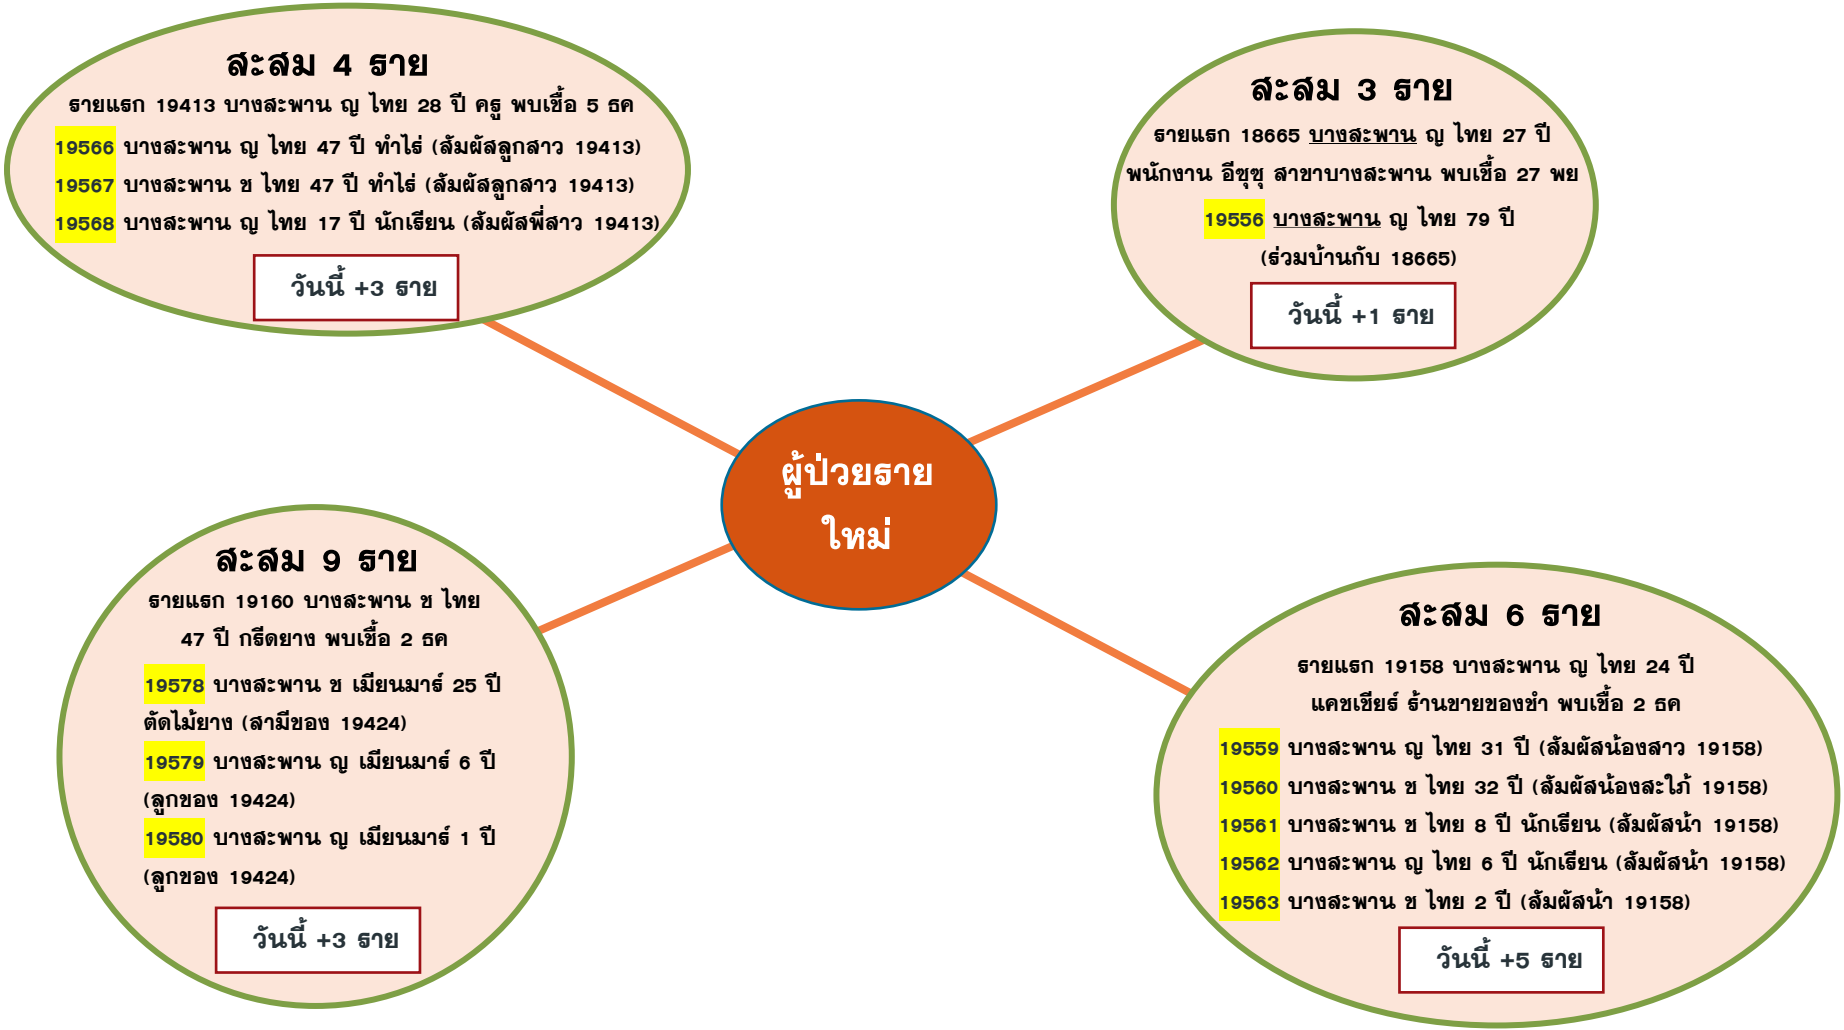 สะสม 4 ราย
รายแรก 19413 บางสะพาน ญ ไทย 28 ปี ครู พบเชื้อ 5 ธค
19566 บางสะพาน ญ ไทย 47 ปี ทำไร่ (สัมผัสลูกสาว 19413)
19567 บางสะพาน ช ไทย 47 ปี ทำไร่ (สัมผัสลูกสาว 19413)
19568 บางสะพาน ญ ไทย 17 ปี นักเรียน (สัมผัสพี่สาว 19413)
วันนี้ +3 ราย
สะสม 3 ราย
รายแรก 18665 บางสะพาน ญ ไทย 27 ปี
พนักงาน อีซูซุ สาขาบางสะพาน พบเชื้อ 27 พย
19556 บางสะพาน ญ ไทย 79 ปี
(ร่วมบ้านกับ 18665)
วันนี้ +1 ราย
ผู้ป่วยราย
ใหม่
สะสม 9 ราย
รายแรก 19160 บางสะพาน ช ไทย
47 ปี กรีดยาง พบเชื้อ 2 ธค
19578 บางสะพาน ช เมียนมาร์ 25 ปี
ตัดไม้ยาง (สามีของ 19424)
19579 บางสะพาน ญ เมียนมาร์ 6 ปี
(ลูกของ 19424)
19580 บางสะพาน ญ เมียนมาร์ 1 ปี
(ลูกของ 19424)
วันนี้ +3 ราย
สะสม 6 ราย
รายแรก 19158 บางสะพาน ญ ไทย 24 ปี
แคชเชียร์ ร้านขายของชำ พบเชื้อ 2 ธค
19559 บางสะพาน ญ ไทย 31 ปี (สัมผัสน้องสาว 19158)
19560 บางสะพาน ช ไทย 32 ปี (สัมผัสน้องสะใภ้ 19158)
19561 บางสะพาน ช ไทย 8 ปี นักเรียน (สัมผัสน้า 19158)
19562 บางสะพาน ญ ไทย 6 ปี นักเรียน (สัมผัสน้า 19158)
19563 บางสะพาน ช ไทย 2 ปี (สัมผัสน้า 19158)
วันนี้ +5 ราย